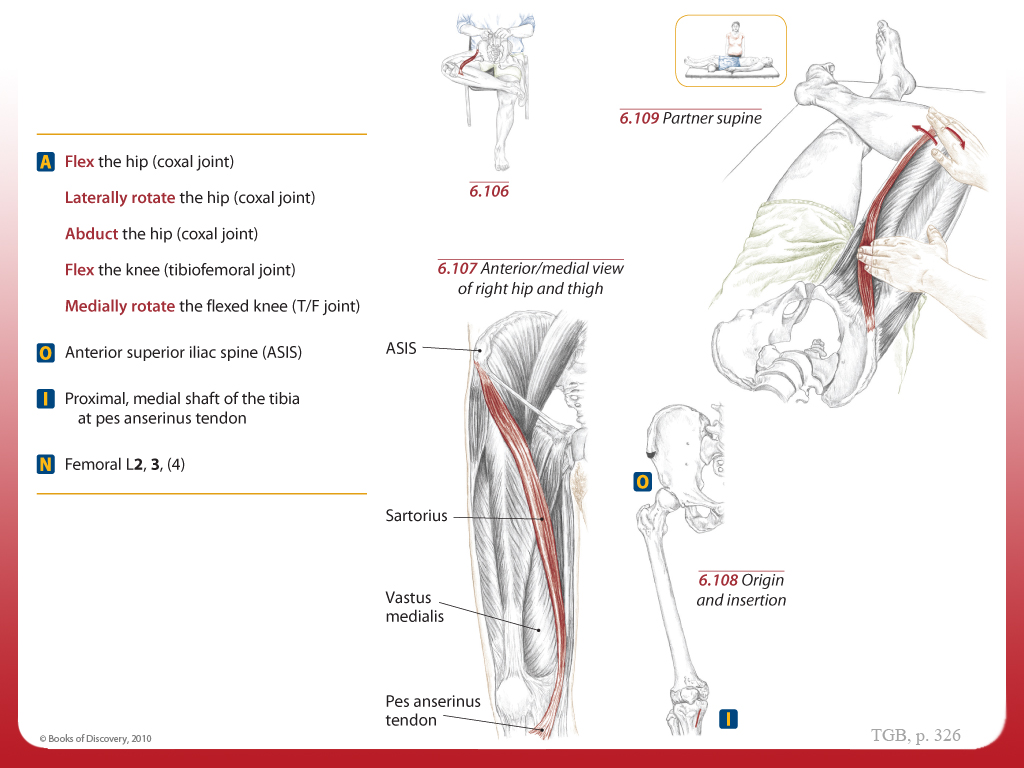 A Flex the hip (coxal joint)
Laterally rotate the hip (coxal joint)
Abduct the hip (coxal joint)
Flex the knee (tibiofemoral joint)
Medially rotate the flexed knee (T/F joint)
O Anterior superior iliac spine (ASIS)
I Proximal, medial shaft of the tibia
at pes anserinus tendon
N Femoral L2, 3, (4)
6.106
6.109 Partner supine
6.107 Anterior/medial view
of right hip and thigh
ASIS
Sartorius
Vastus
medialis
Pes anserinus
tendon
O
6.108 Origin
and insertion
I
© Books of Discovery, 2010
TGB, p. 326